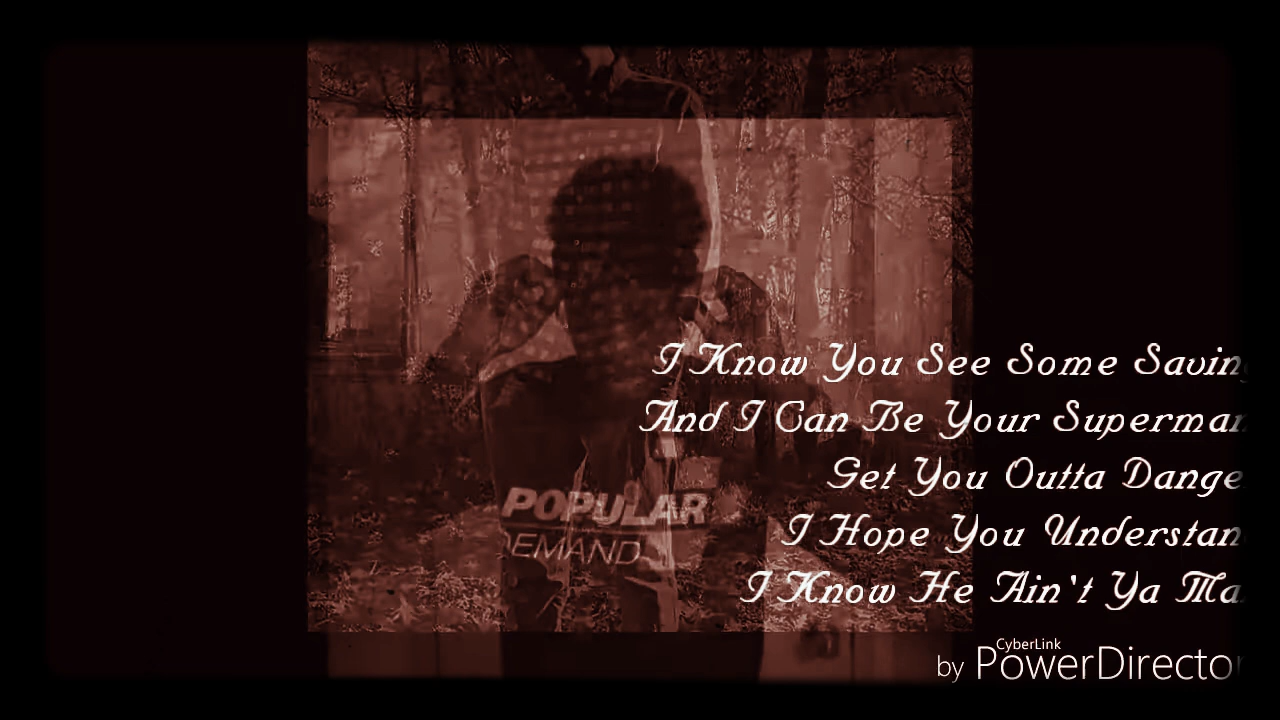 POPULAR
DEMAND
I Know You See Some Saving
And I Can Be Your Superman
Get You Outta Dange
I Hope You Understan
I Know He Ain't Ya Ma
CyberLink
by PowerDirector